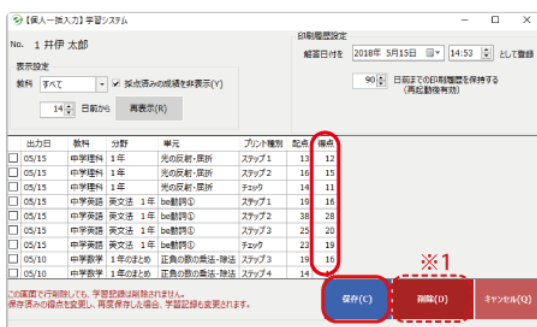 【個人一括入力】学習システム
No. 1 井伊 太郎
印刷履歴設定
解答日付を 2018年 5月15日 14:53 として登録
表示設定
教科 すべて 採点済みの成績を非表示(Y)
90 日前までの印刷履歴を保持する
(再起動後有効)
14 日前から 再表示(R)
出力日 教科 分野 単元 プリント種別 配点 得点
05/15 中学理科 1年 光の反射・屈折 ステップ1 13 12
05/15 中学理科 1年 光の反射・屈折 ステップ2 16 15
05/15 中学理科 1年 光の反射・屈折 チェック 14 11
05/15 中学英語 英文法 1年 be動詞① ステップ1 19 16
05/15 中学英語 英文法 1年 be動詞① ステップ2 38 28
05/15 中学英語 英文法 1年 be動詞① ステップ3 25 20
05/15 中学英語 英文法 1年 be動詞① チェック 23 19
05/10 中学数学 1年のまとめ 正負の数の乗法・除法 ステップ3 19 16
05/10 中学数学 1年のまとめ 正負の数の乗法・除法 ステップ4 14
※1
この画面で行削除しても、学習記録は削除されません。
保存済みの得点を変更し、再度保存した場合、学習記録も変更されます。
保存(C) 削除(D) キャンセル(Q)